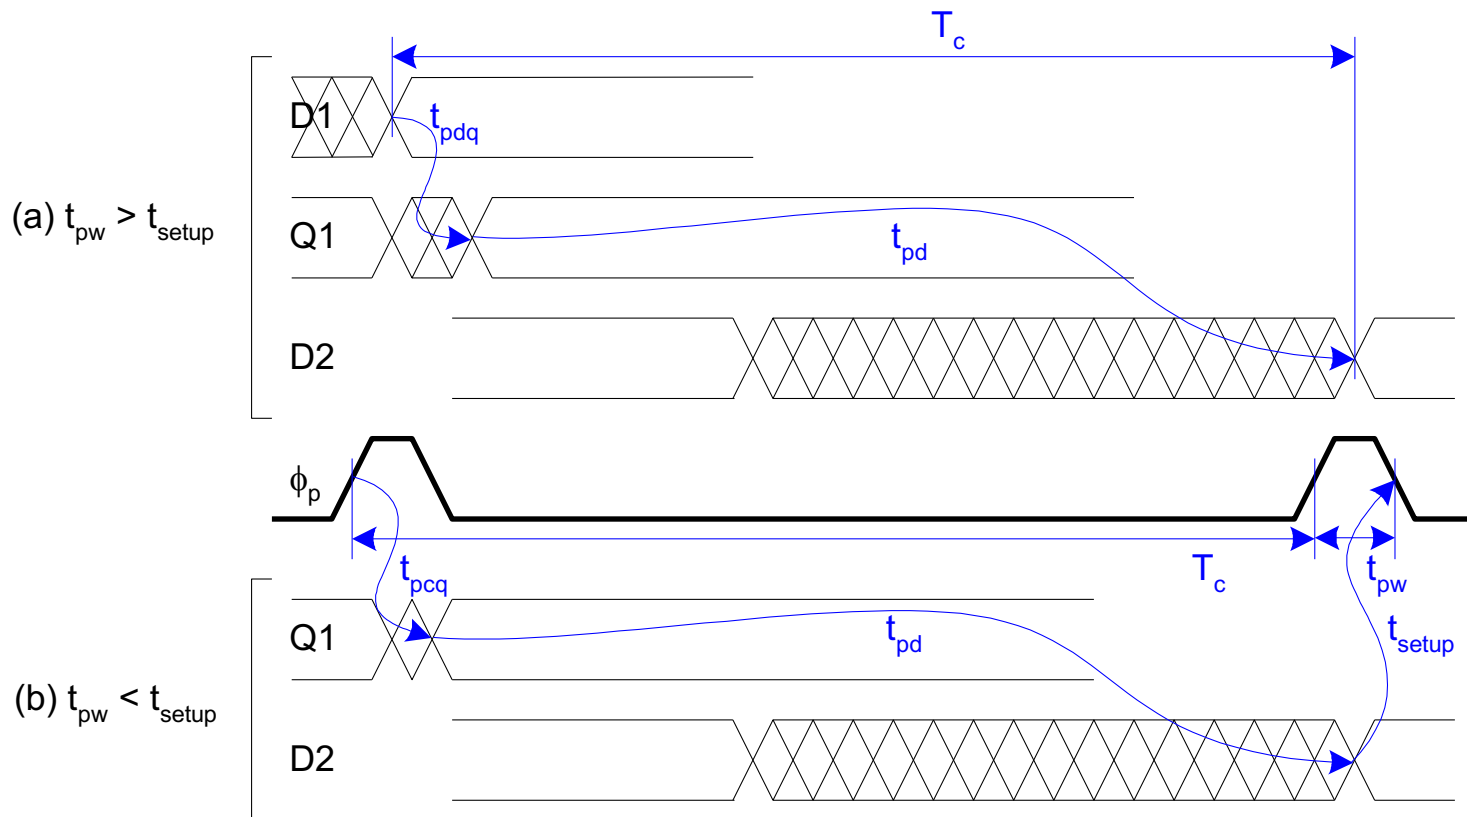 T_c
D1
t_pdq
(a) t_pw > t_setup
Q1
t_pd
D2
ϕ_p
T_c
t_pw
t_pcq
Q1
t_pd
t_setup
(b) t_pw < t_setup
D2